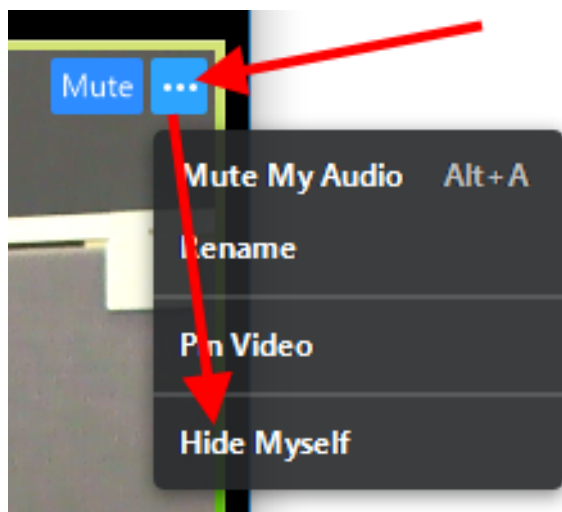 Mute ...
Mute My Audio Alt+A
Rename
Pin Video
Hide Myself